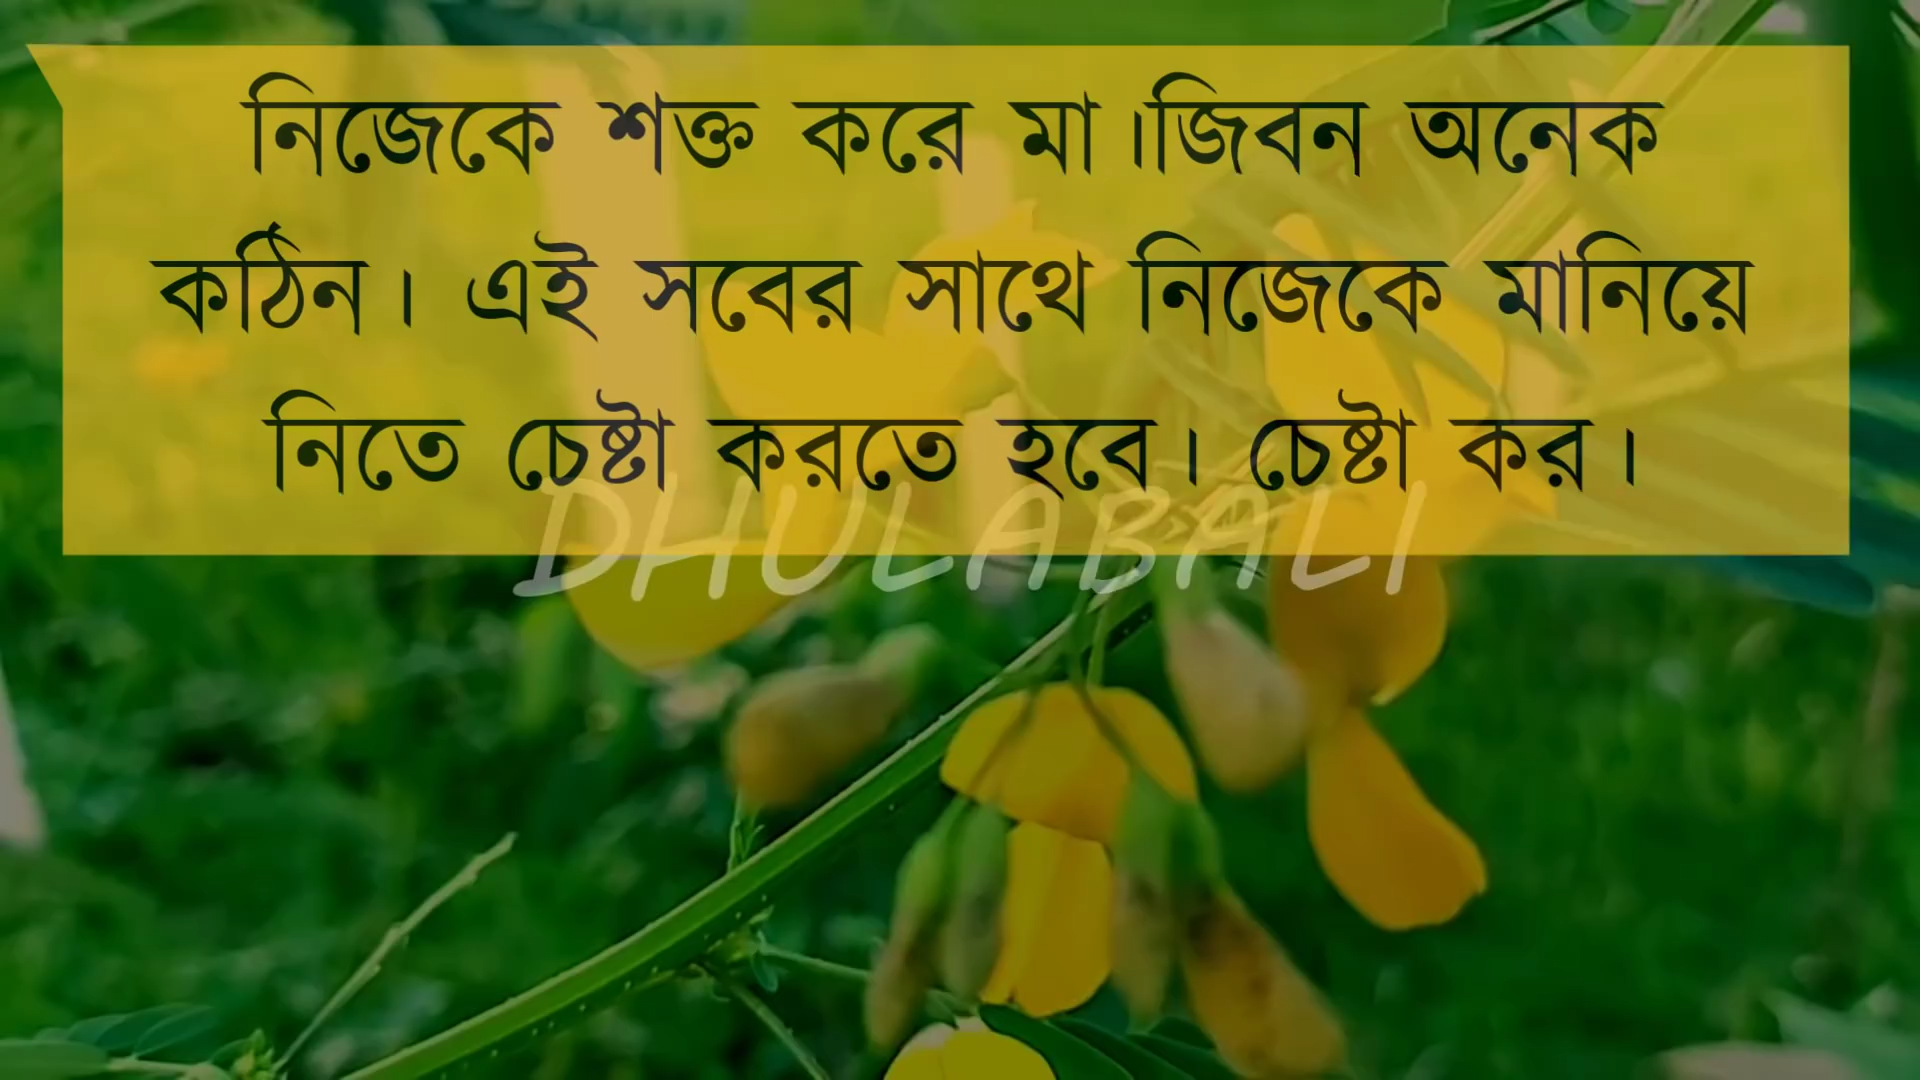 নিজেকে শক্ত করে মা।জিবন অনেক
কঠিন। এই সবের সাথে নিজেকে মানিয়ে
নিতে চেষ্টা করতে হবে। চেষ্টা কর।
DHULABALI